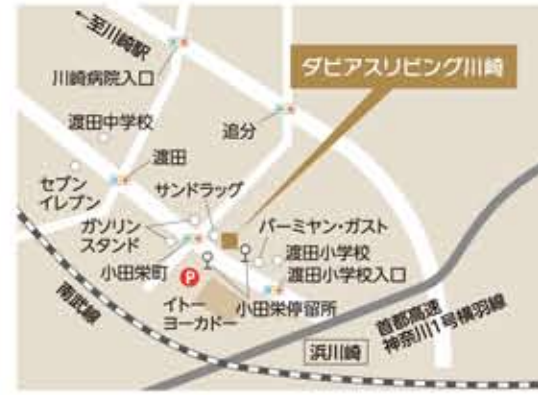 ←至川崎駅
川崎病院入口
ダビアスリビング川崎
渡田中学校
追分
渡田
セブン
イレブン
サンドラッグ
ガソリン
スタンド
バーミヤン・ガスト
渡田小学校
小田栄町
渡田小学校入口
P
南武線
イトー
ヨーカドー
小田栄停留所
首都高速
神奈川1号横羽線
浜川崎